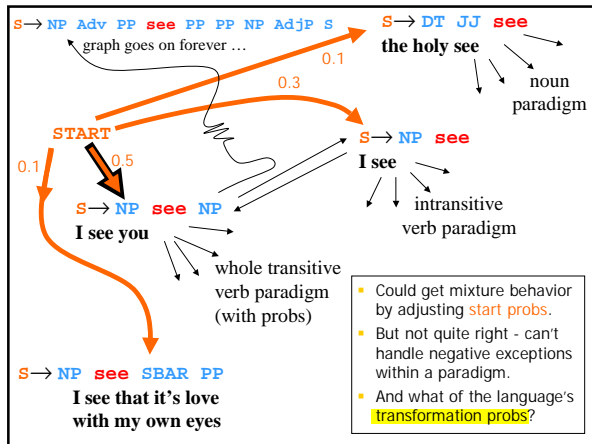 S→ NP Adv PP see PP PP NP AdjP S
graph goes on forever …
S→ DT JJ see
the holy see
0.1
noun
paradigm
0.3
START
S→ NP see
I see
0.1
0.5
intransitive
verb paradigm
S→ NP see NP
I see you
whole transitive
verb paradigm
(with probs)
Could get mixture behavior
by adjusting start probs.
But not quite right - can't
handle negative exceptions
within a paradigm.
And what of the language's
transformation probs?
S→ NP see SBAR PP
I see that it's love
with my own eyes